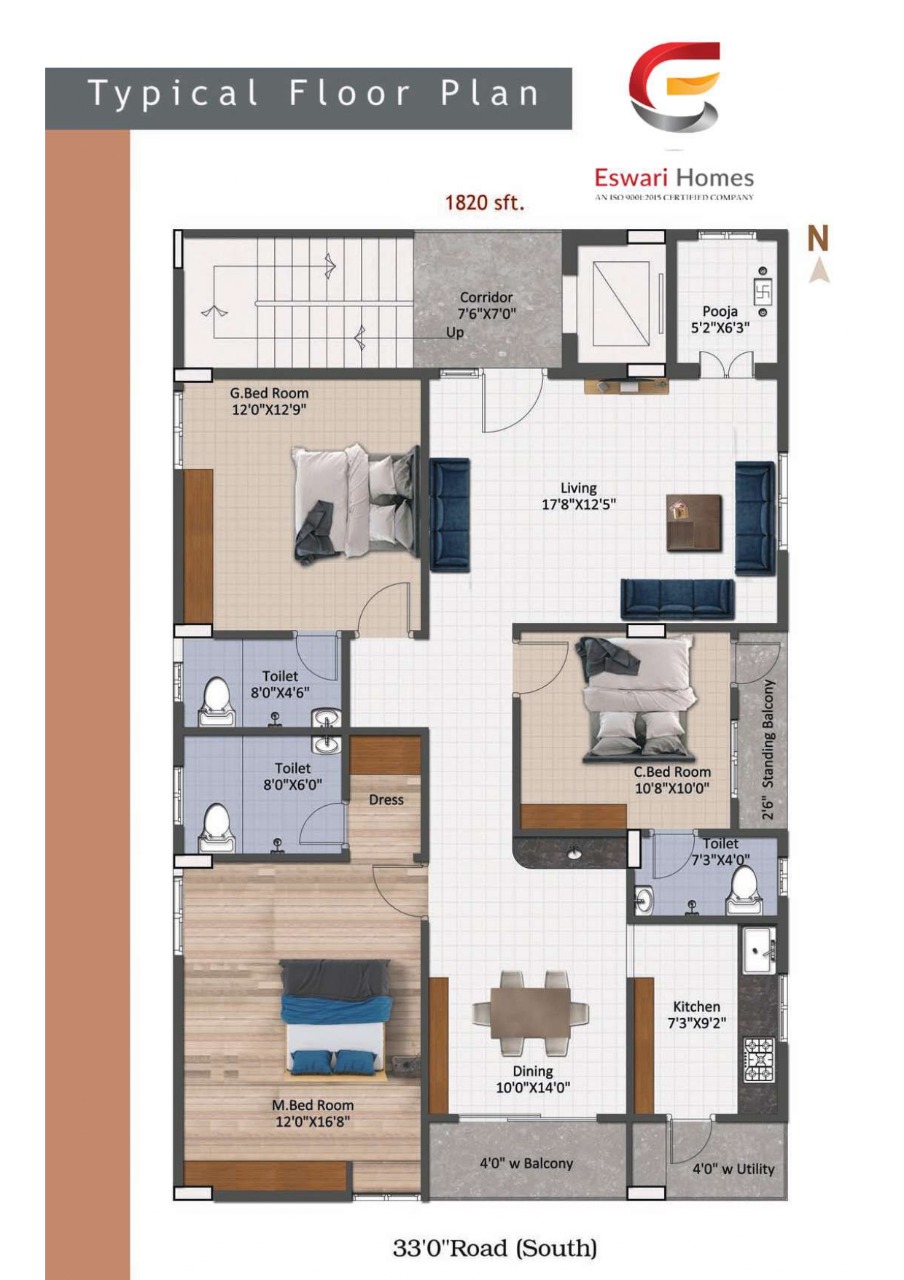 Typical Floor Plan
Eswari Homes
AN ISO 9001:2015 CERTIFIED COMPANY
1820 sft.
N
Corridor
7'6"X7'0"
Up
Pooja
5'2"X6'3"
G.Bed Room
12'0"X12'9"
Living
17'8"X12'5"
Toilet
8'0"X4'6"
2'6" Standing Balcony
Toilet
8'0"X6'0"
Dress
C.Bed Room
10'8"X10'0"
Toilet
7'3"X4'0"
Kitchen
7'3"X9'2"
Dining
10'0"X14'0"
M.Bed Room
12'0"X16'8"
4'0" w Balcony
4'0" w Utility
33'0"Road (South)